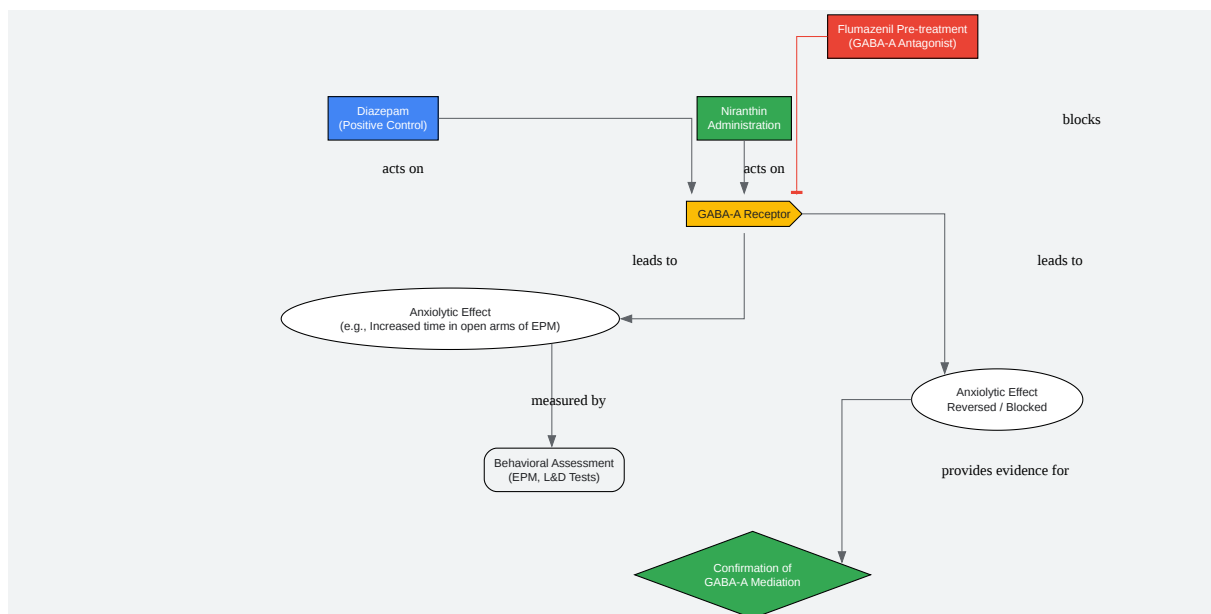 Flumazenil Pre-treatment
(GABA-A Antagonist)
Diazepam
(Positive Control)
Niranthin
Administration
blocks
acts on
acts on
GABA-A Receptor
leads to
leads to
Anxiolytic Effect
(e.g., Increased time in open arms of EPM)
Anxiolytic Effect
Reversed / Blocked
measured by
Behavioral Assessment
(EPM, L&D Tests)
provides evidence for
Confirmation of
GABA-A Mediation